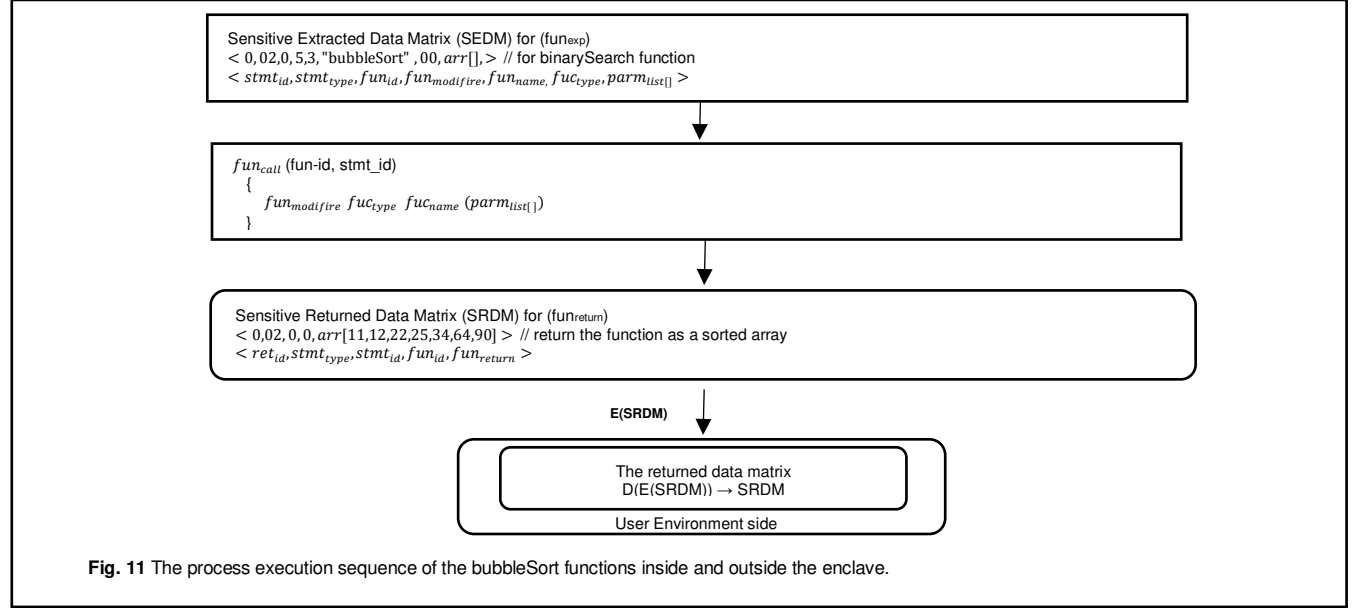 Sensitive Extracted Data Matrix (SEDM) for (funexp)
< 0, 02,0, 5,3, "bubbleSort" , 00, arr[], > // for binarySearch function
< stmtid, stmttype, funid, funmodifire, funname, fuctype, parmlist[] >
funcall (fun-id, stmt_id)
{
funmodifire fuctype fucname (parmlist[ ])
}
Sensitive Returned Data Matrix (SRDM) for (funreturn)
< 0,02, 0, 0, arr[11,12,22,25,34,64,90] > // return the function as a sorted array
< retid, stmttype, stmtid, funid, funreturn >
E(SRDM)
The returned data matrix
D(E(SRDM)) → SRDM
User Environment side
Fig. 11 The process execution sequence of the bubbleSort functions inside and outside the enclave.